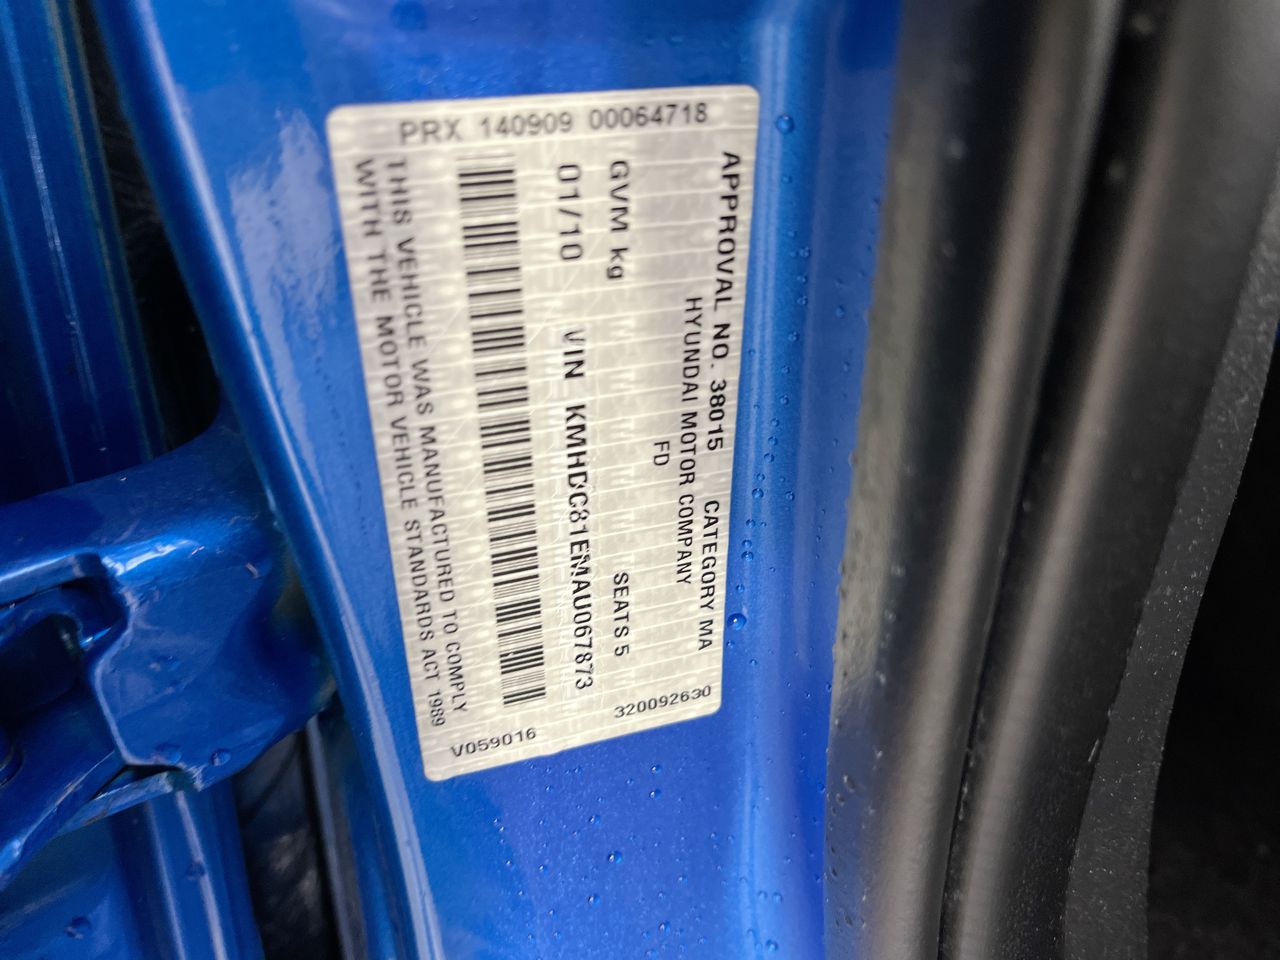 PRX 140909 00064718
APPROVAL NO. 38015 CATEGORY MA
HYUNDAI MOTOR COMPANY
FD
GVM kg SEATS 5
01/10 VIN KMHDC81EMAU067873
THIS VEHICLE WAS MANUFACTURED TO COMPLY
WITH THE MOTOR VEHICLE STANDARDS ACT 1989
320092630
V059016